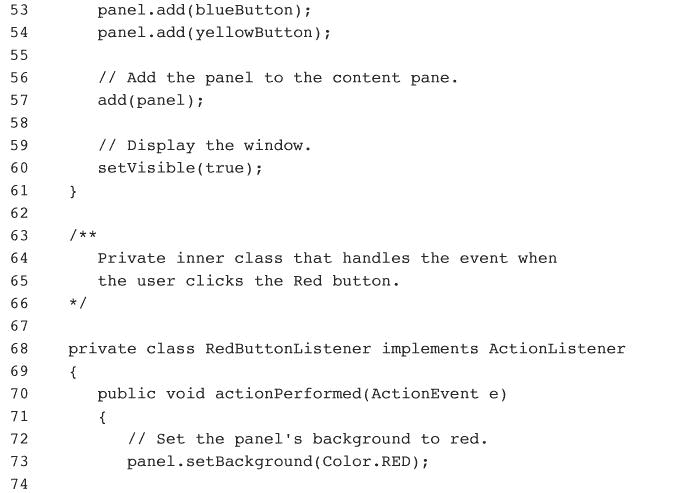 53       panel.add(blueButton);
54       panel.add(yellowButton);
55
56       // Add the panel to the content pane.
57       add(panel);
58
59       // Display the window.
60       setVisible(true);
61    }
62
63    /**
64       Private inner class that handles the event when
65       the user clicks the Red button.
66    */
67
68    private class RedButtonListener implements ActionListener
69    {
70       public void actionPerformed(ActionEvent e)
71       {
72          // Set the panel's background to red.
73          panel.setBackground(Color.RED);
74